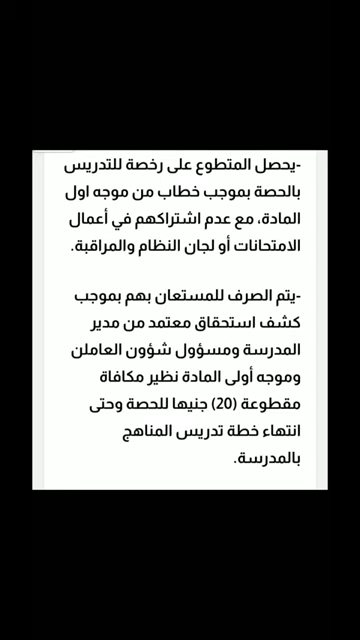 -يحصل المتطوع على رخصة للتدريس
بالحصة بموجب خطاب من موجه اول
المادة، مع عدم اشتراكهم في أعمال
الامتحانات أو لجان النظام والمراقبة.
-يتم الصرف للمستعان بهم بموجب
كشف استحقاق معتمد من مدير
المدرسة ومسؤول شؤون العاملن
وموجه أولى المادة نظير مكافاة
مقطوعة (20) جنيها للحصة وحتى
انتهاء خطة تدريس المناهج
بالمدرسة.